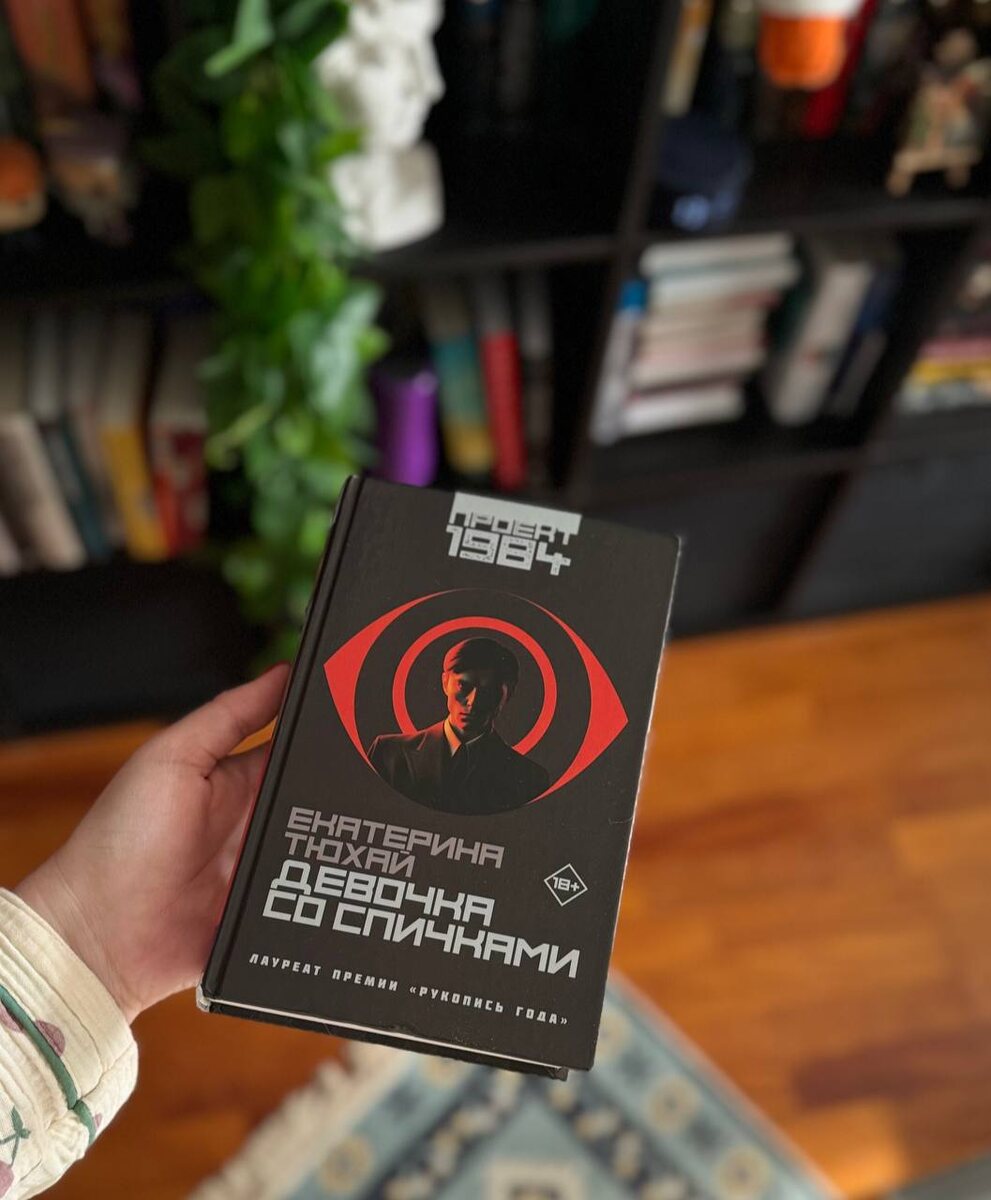 ПРОЕКТ
1984
ЕКАТЕРИНА
ТЮХАЙ
ДЕВОЧКА
СО СПИЧКАМИ
18+
ЛАУРЕАТ ПРЕМИИ «РУКОПИСЬ ГОДА»